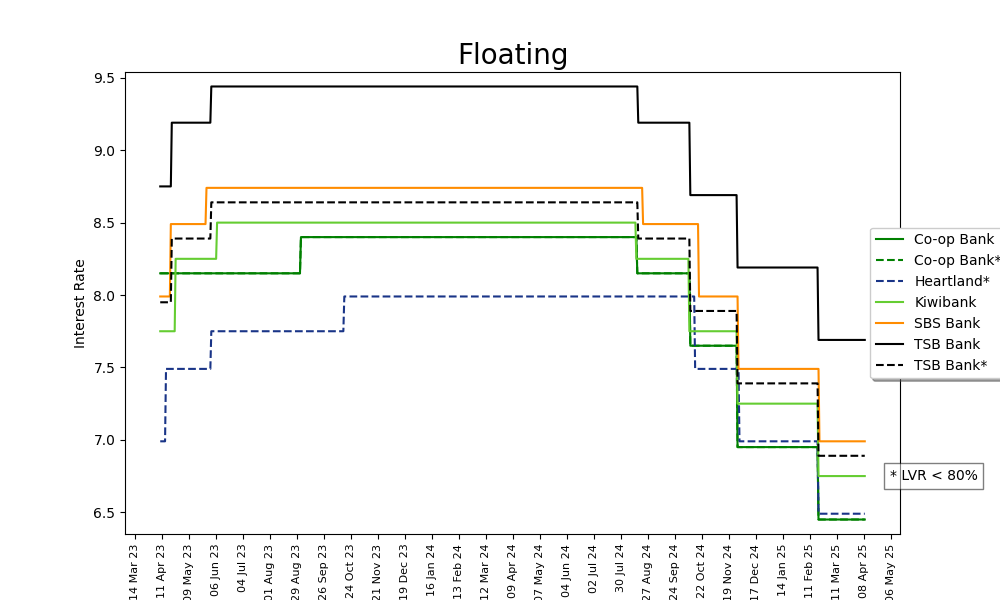 Floating
Interest Rate
9.5
9.0
8.5
8.0
7.5
7.0
6.5
14 Mar 23
11 Apr 23
09 May 23
06 Jun 23
04 Jul 23
01 Aug 23
29 Aug 23
26 Sep 23
24 Oct 23
21 Nov 23
19 Dec 23
16 Jan 24
13 Feb 24
12 Mar 24
09 Apr 24
07 May 24
04 Jun 24
02 Jul 24
30 Jul 24
27 Aug 24
24 Sep 24
22 Oct 24
19 Nov 24
17 Dec 24
14 Jan 25
11 Feb 25
11 Mar 25
08 Apr 25
06 May 25
Co-op Bank
Co-op Bank*
Heartland*
Kiwibank
SBS Bank
TSB Bank
TSB Bank*
* LVR < 80%